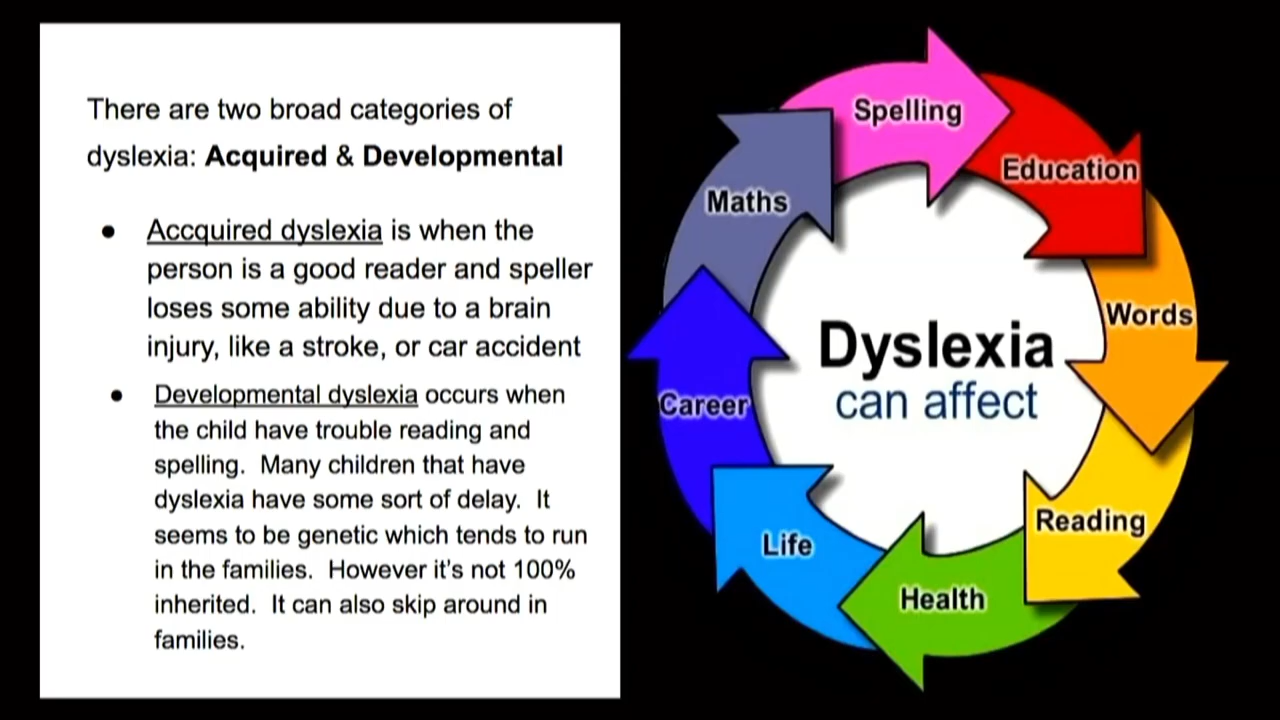 There are two broad categories of
dyslexia: Acquired & Developmental
● Accquired dyslexia is when the
person is a good reader and speller
loses some ability due to a brain
injury, like a stroke, or car accident
● Developmental dyslexia occurs when
the child have trouble reading and
spelling. Many children that have
dyslexia have some sort of delay. It
seems to be genetic which tends to run
in the families. However it's not 100%
inherited. It can also skip around in
families.
Dyslexia
can affect
Spelling
Education
Words
Reading
Health
Life
Career
Maths